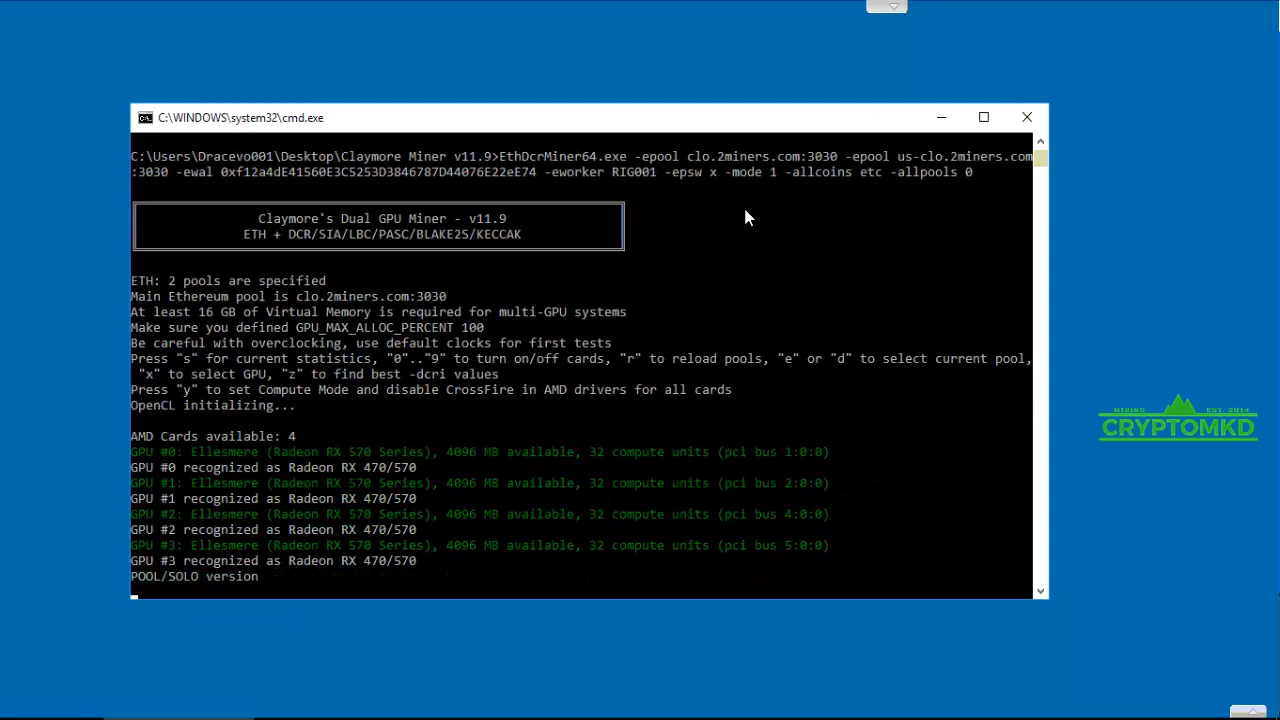 C:\WINDOWS\system32\cmd.exe
C:\Users\Dracevo001\Desktop\Claymore Miner v11.9>EthDcrMiner64.exe -epool clo.2miners.com:3030 -epool us-clo.2miners.com
:3030 -ewal 0xf12a4dE41560E3C5253D3846787D44076E22eE74 -eworker RIG001 -epsw x -mode 1 -allcoins etc -allpools 0
Claymore's Dual GPU Miner - v11.9
ETH + DCR/SIA/LBC/PASC/BLAKE2S/KECCAK
ETH: 2 pools are specified
Main Ethereum pool is clo.2miners.com:3030
At least 16 GB of Virtual Memory is required for multi-GPU systems
Make sure you defined GPU_MAX_ALLOC_PERCENT 100
Be careful with overclocking, use default clocks for first tests
Press "s" for current statistics, "0".."9" to turn on/off cards, "r" to reload pools, "e" or "d" to select current pool,
"x" to select GPU, "z" to find best -dcri values
Press "y" to set Compute Mode and disable CrossFire in AMD drivers for all cards
OpenCL initializing...
AMD Cards available: 4
GPU #0: Ellesmere (Radeon RX 570 Series), 4096 MB available, 32 compute units (pci bus 1:0:0)
GPU #0 recognized as Radeon RX 470/570
GPU #1: Ellesmere (Radeon RX 570 Series), 4096 MB available, 32 compute units (pci bus 2:0:0)
GPU #1 recognized as Radeon RX 470/570
GPU #2: Ellesmere (Radeon RX 570 Series), 4096 MB available, 32 compute units (pci bus 4:0:0)
GPU #2 recognized as Radeon RX 470/570
GPU #3: Ellesmere (Radeon RX 570 Series), 4096 MB available, 32 compute units (pci bus 5:0:0)
GPU #3 recognized as Radeon RX 470/570
POOL/SOLO version
MINING EST. 2014
CRYPTOMKD